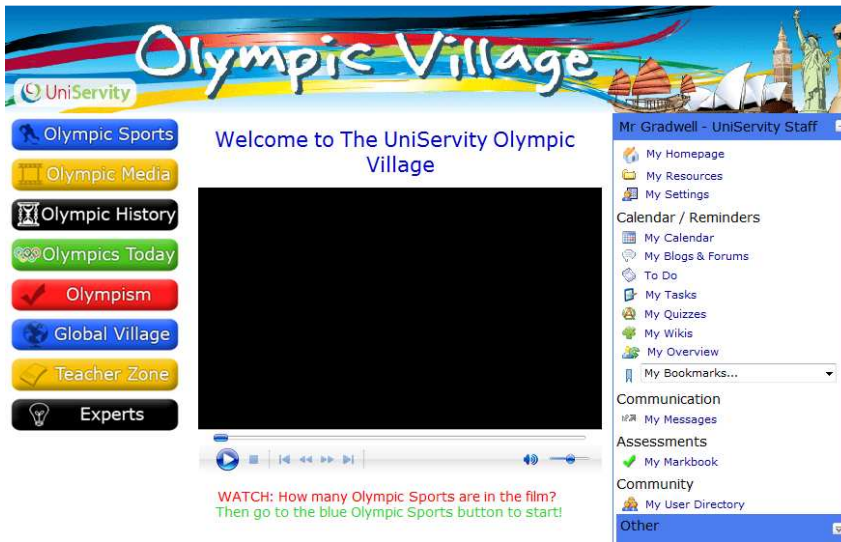 Olympic Village
UniServity
Olympic Sports
Olympic Media
Olympic History
Olympics Today
Olympism
Global Village
Teacher Zone
Experts
Welcome to The UniServity Olympic
Village
WATCH: How many Olympic Sports are in the film?
Then go to the blue Olympic Sports button to start!
Mr Gradwell - UniServity Staff
My Homepage
My Resources
My Settings
Calendar / Reminders
My Calendar
My Blogs & Forums
To Do
My Tasks
My Quizzes
My Wikis
My Overview
My Bookmarks...
Communication
My Messages
Assessments
My Markbook
Community
My User Directory
Other